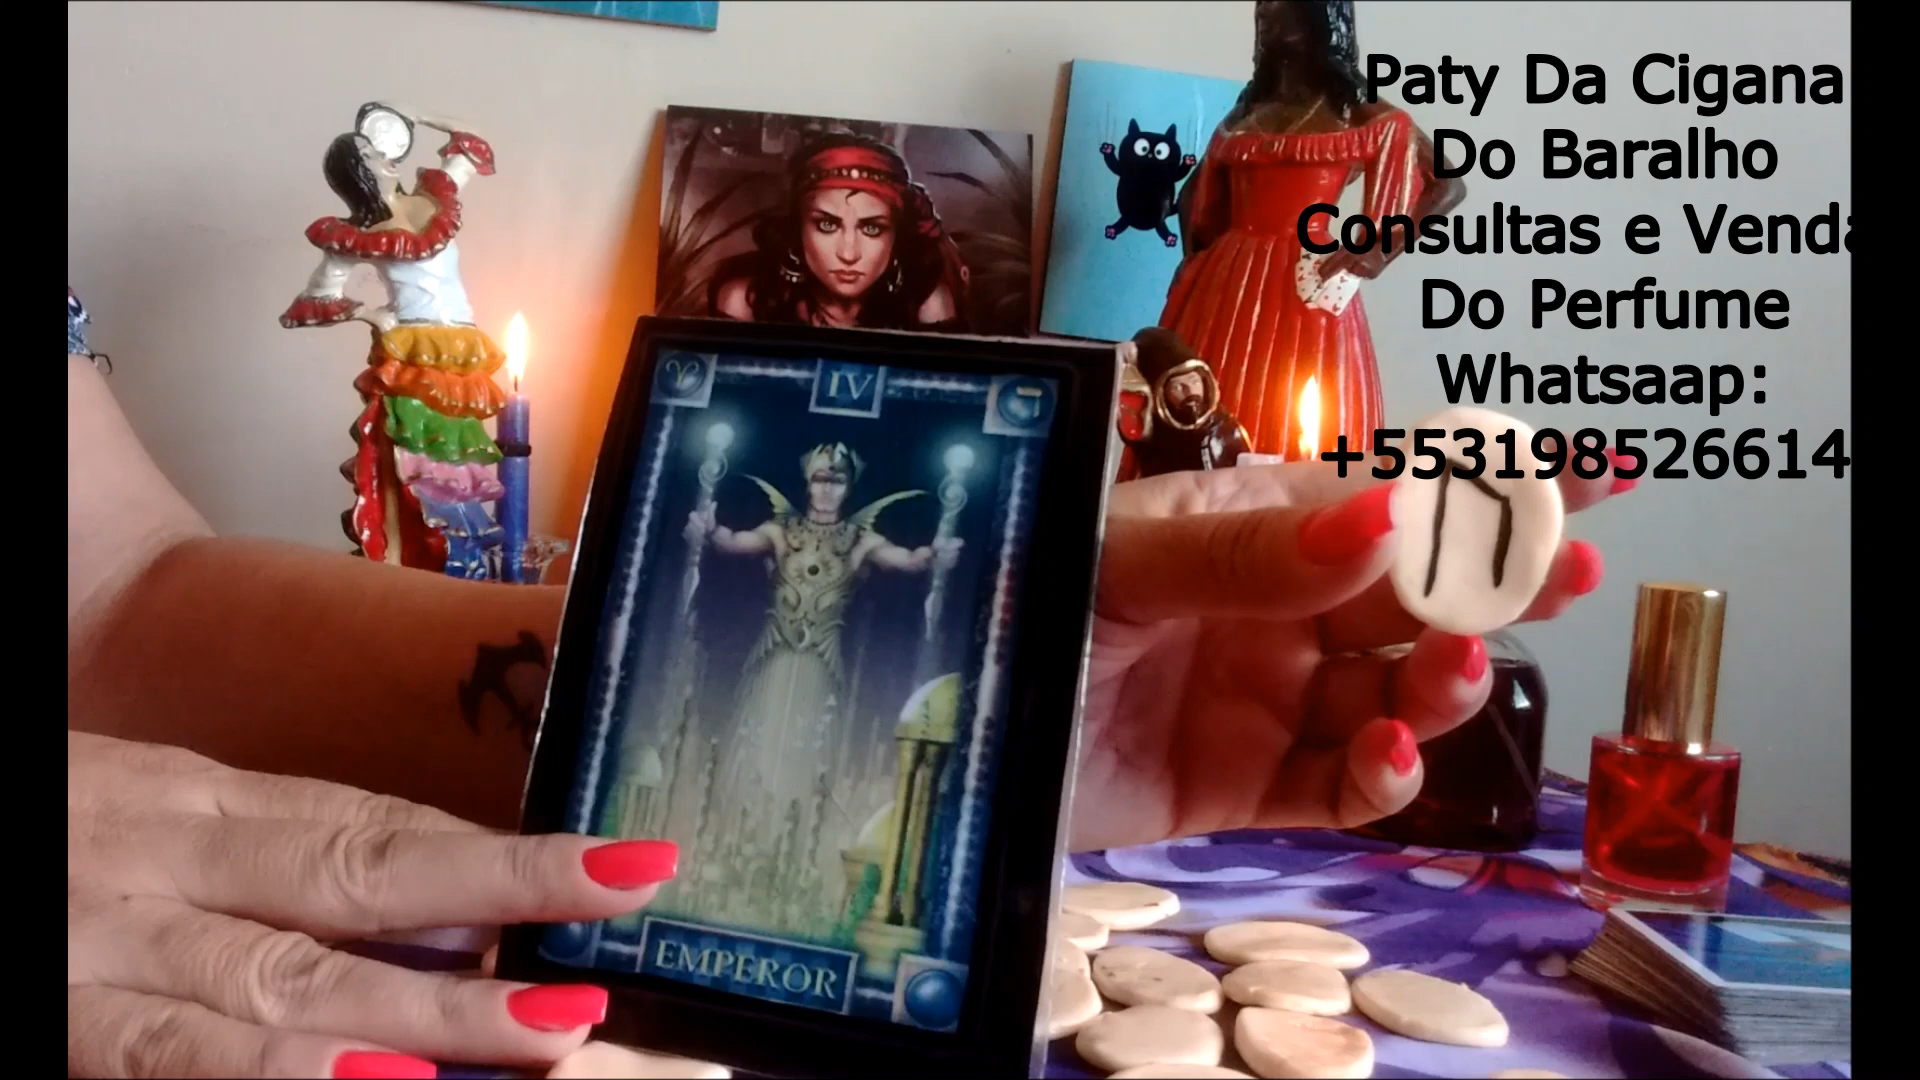 Paty Da Cigana
Do Baralho
Consultas e Venda
Do Perfume
Whatsaap:
+553198526614
IV
EMPEROR